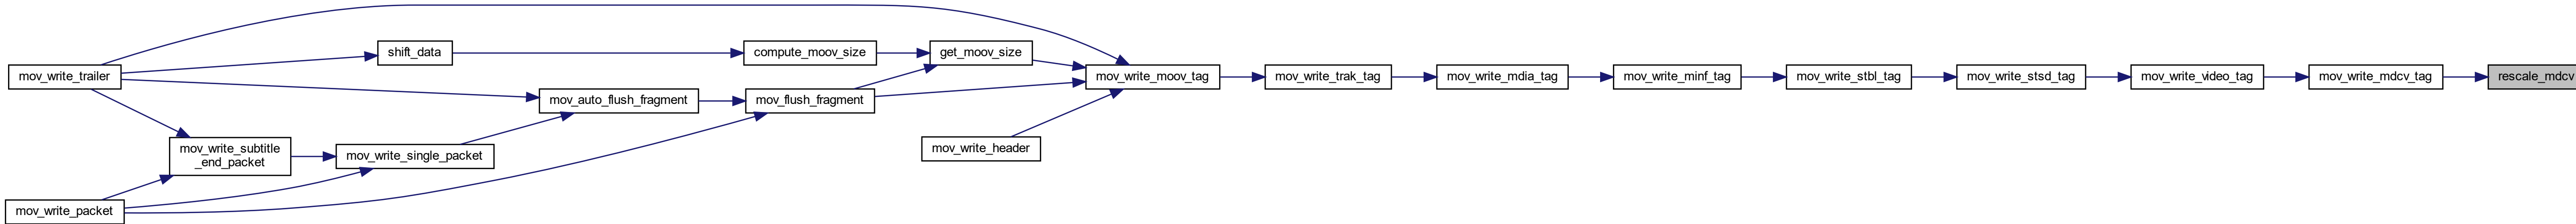 mov_write_trailer
mov_write_packet
mov_write_subtitle
_end_packet
shift_data
mov_write_single_packet
mov_auto_flush_fragment
compute_moov_size
mov_flush_fragment
get_moov_size
mov_write_header
mov_write_moov_tag
mov_write_trak_tag
mov_write_mdia_tag
mov_write_minf_tag
mov_write_stbl_tag
mov_write_stsd_tag
mov_write_video_tag
mov_write_mdcv_tag
rescale_mdcv